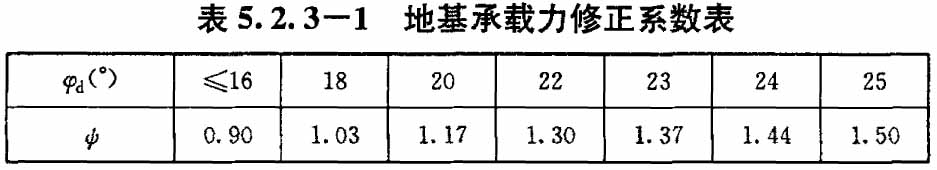 表 5.2.3—1 地基承载力修正系数表
φd(°) ≤16 18 20 22 23 24 25
ψ 0.90 1.03 1.17 1.30 1.37 1.44 1.50